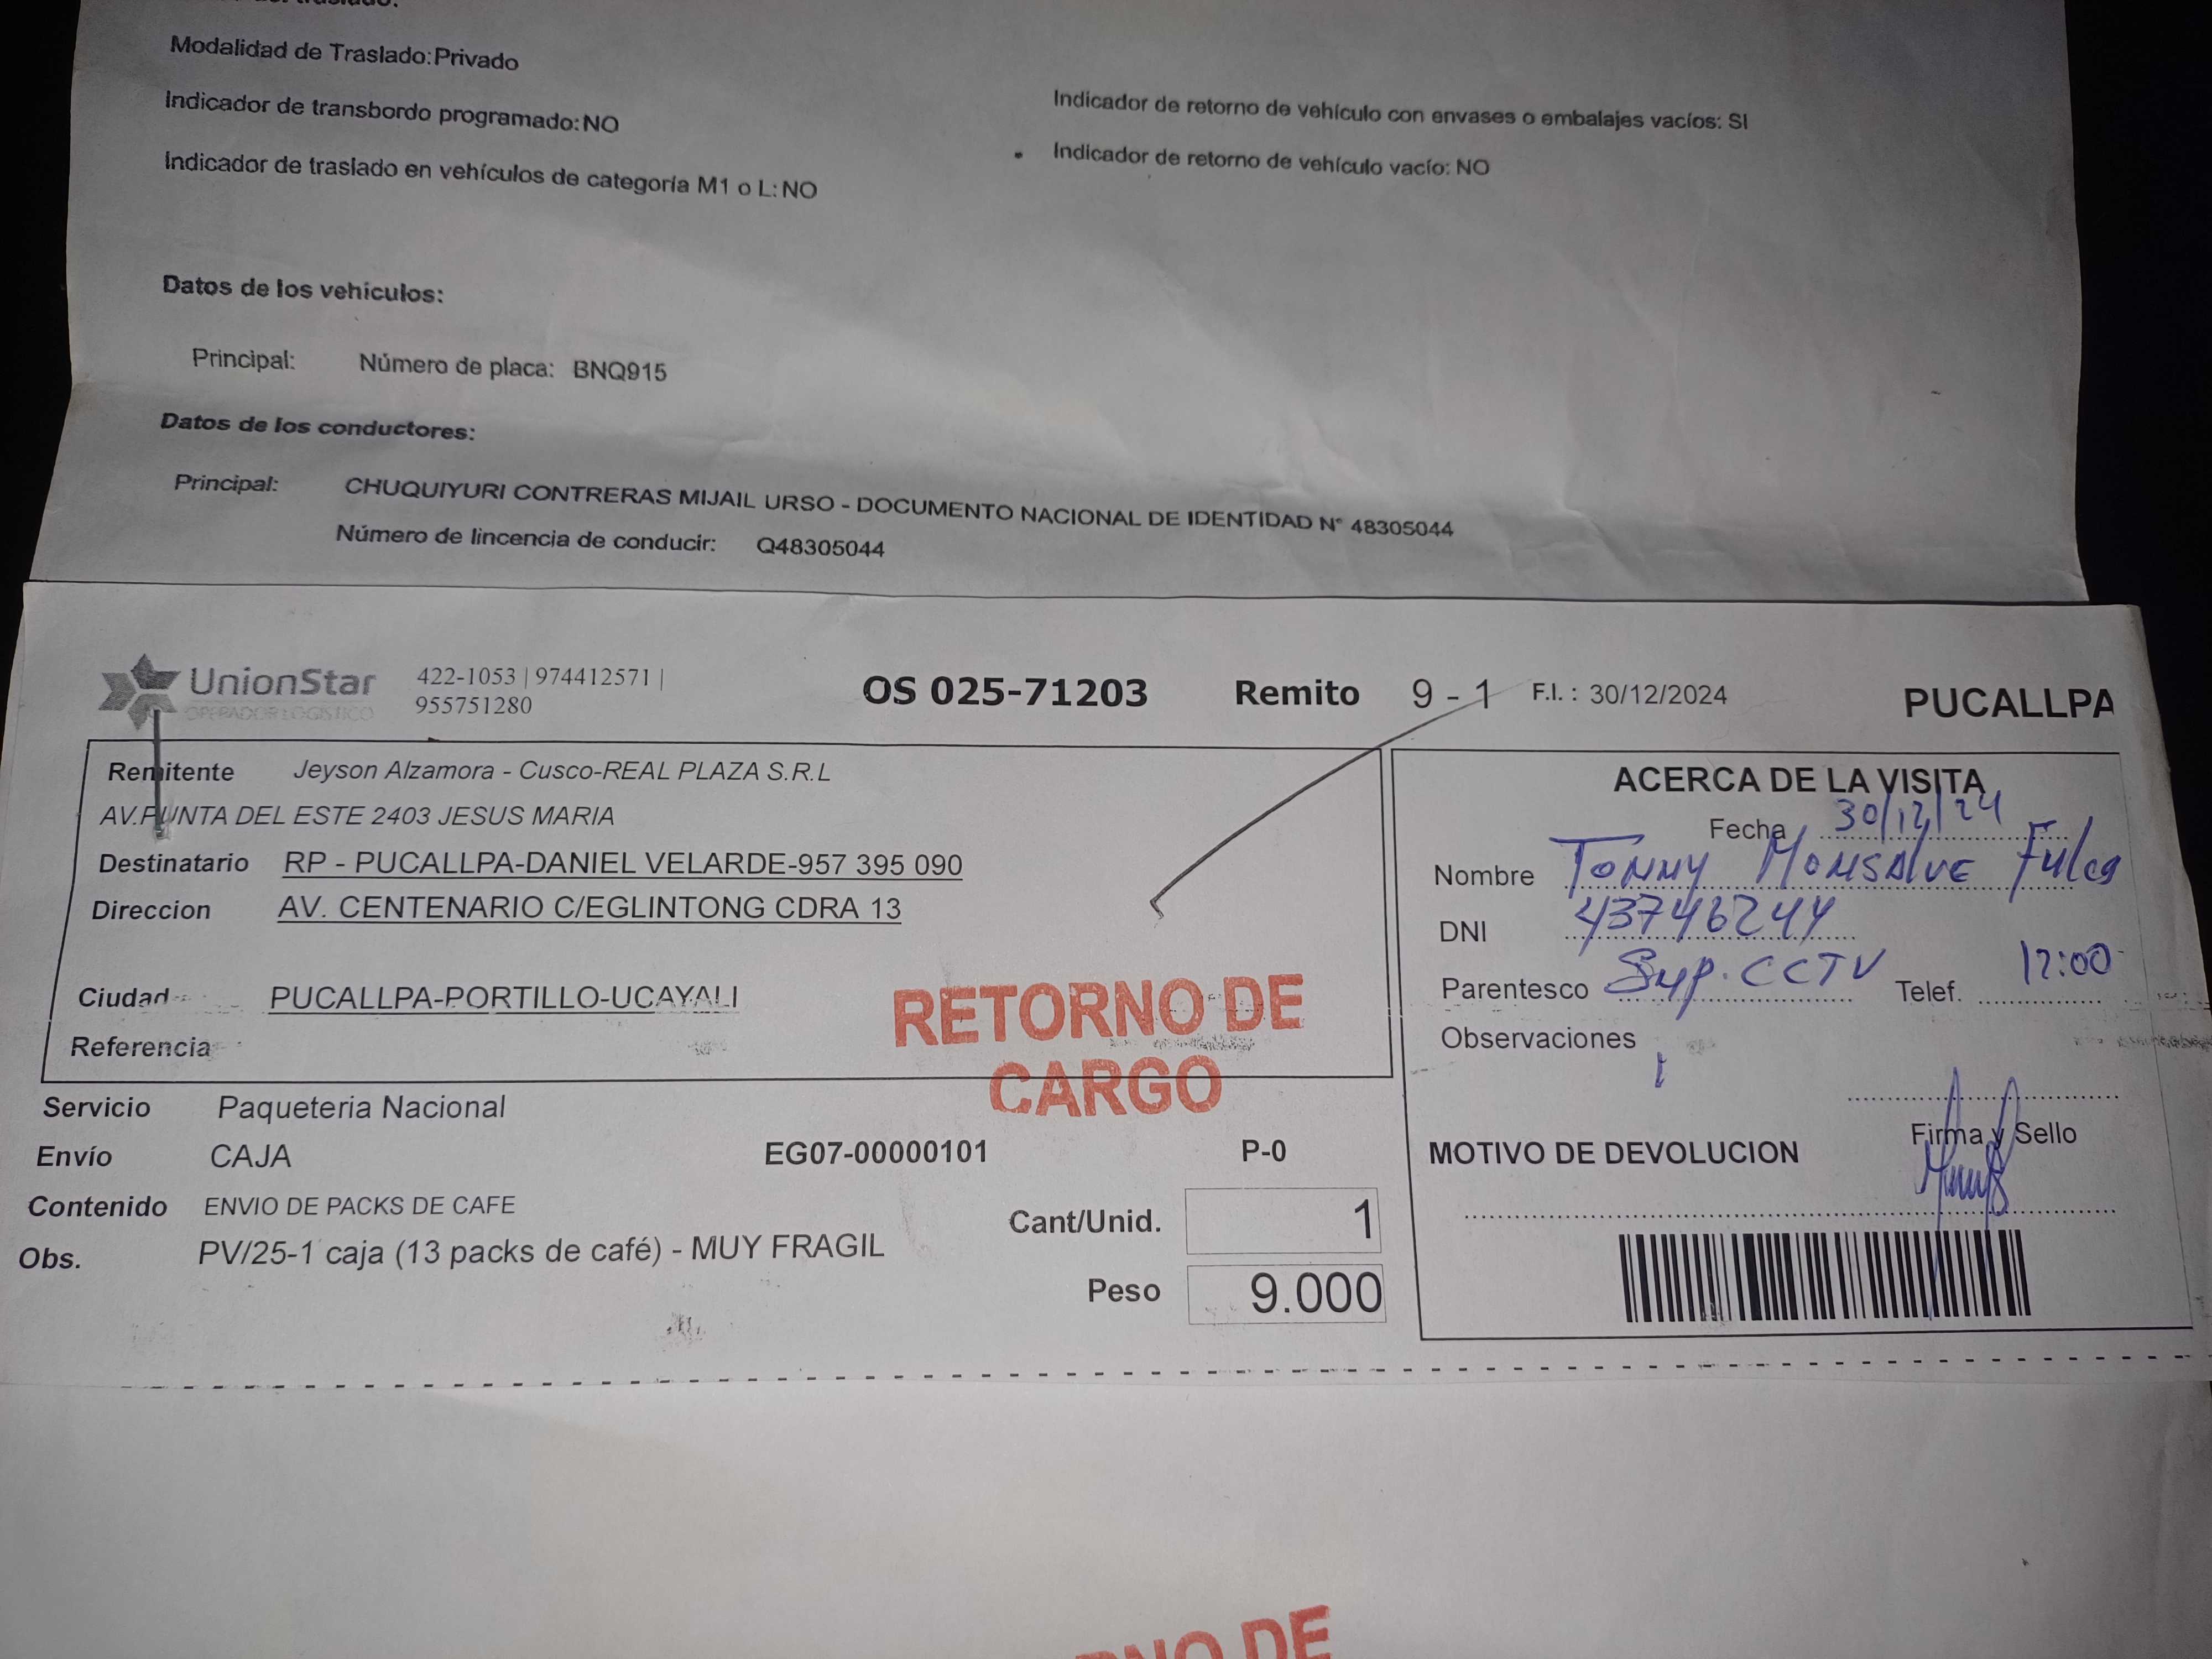 Modalidad de Traslado:Privado
Indicador de transbordo programado:NO
Indicador de retorno de vehículo con envases o embalajes vacíos: SI
Indicador de traslado en vehículos de categoría M1 o L:NO
Indicador de retorno de vehículo vacío: NO
Datos de los vehículos:
Principal: Número de placa: BNQ915
Datos de los conductores:
Principal: CHUQUIYURI CONTRERAS MIJAIL URSO - DOCUMENTO NACIONAL DE IDENTIDAD N° 48305044
Número de lincencia de conducir: Q48305044
UnionStar
OPERADOR LOGISTICO
422-1053 | 974412571 |
955751280
OS 025-71203 Remito 9 - 1 F.I. : 30/12/2024 PUCALLPA
Remitente Jeyson Alzamora - Cusco-REAL PLAZA S.R.L
AV.PUNTA DEL ESTE 2403 JESUS MARIA
Destinatario RP - PUCALLPA-DANIEL VELARDE-957 395 090
Direccion AV. CENTENARIO C/EGLINTONG CDRA 13
Ciudad PUCALLPA-PORTILLO-UCAYALI
Referencia
RETORNO DE
CARGO
Servicio Paqueteria Nacional
Envío CAJA EG07-00000101 P-0
Contenido ENVIO DE PACKS DE CAFE
Cant/Unid. 1
Obs. PV/25-1 caja (13 packs de café) - MUY FRAGIL
Peso 9.000
ACERCA DE LA VISITA
Fecha 30/12/24
Nombre Tonny Monsalve
DNI 43746244
Parentesco Sup. CCTV Telef. 12:00
Observaciones
Firma y Sello
MOTIVO DE DEVOLUCION
DE